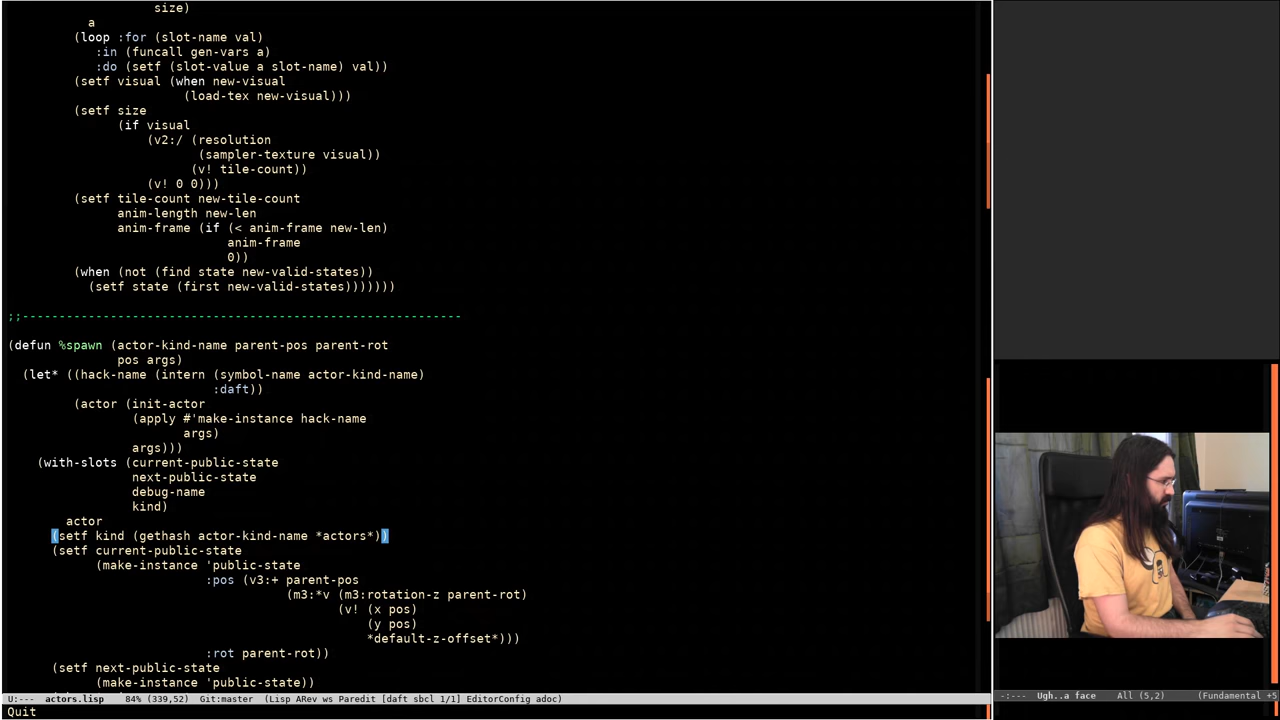 size)
a
(loop :for (slot-name val)
:in (funcall gen-vars a)
:do (setf (slot-value a slot-name) val))
(setf visual (when new-visual
(load-tex new-visual)))
(setf size
(if visual
(v2:/ (resolution
(sampler-texture visual))
(v! tile-count))
(v! 0 0)))
(setf tile-count new-tile-count
anim-length new-len
anim-frame (if (< anim-frame new-len)
anim-frame
0))
(when (not (find state new-valid-states))
(setf state (first new-valid-states)))))))
;;------------------------------------------------------------
(defun %spawn (actor-kind-name parent-pos parent-rot
pos args)
(let* ((hack-name (intern (symbol-name actor-kind-name)
:daft))
(actor (init-actor
(apply #'make-instance hack-name
args)
args)))
(with-slots (current-public-state
next-public-state
debug-name
kind)
actor
(setf kind (gethash actor-kind-name *actors*))
(setf current-public-state
(make-instance 'public-state
:pos (v3:+ parent-pos
(m3:*v (m3:rotation-z parent-rot)
(v! (x pos)
(y pos)
*default-z-offset*)))
:rot parent-rot))
(setf next-public-state
(make-instance 'public-state))
U:--- actors.lisp 84% (339,52) Git:master (Lisp ARev ws Paredit [daft sbcl 1/1] EditorConfig adoc)
-:--- Ugh..a face All (5,2) (Fundamental +5
Quit